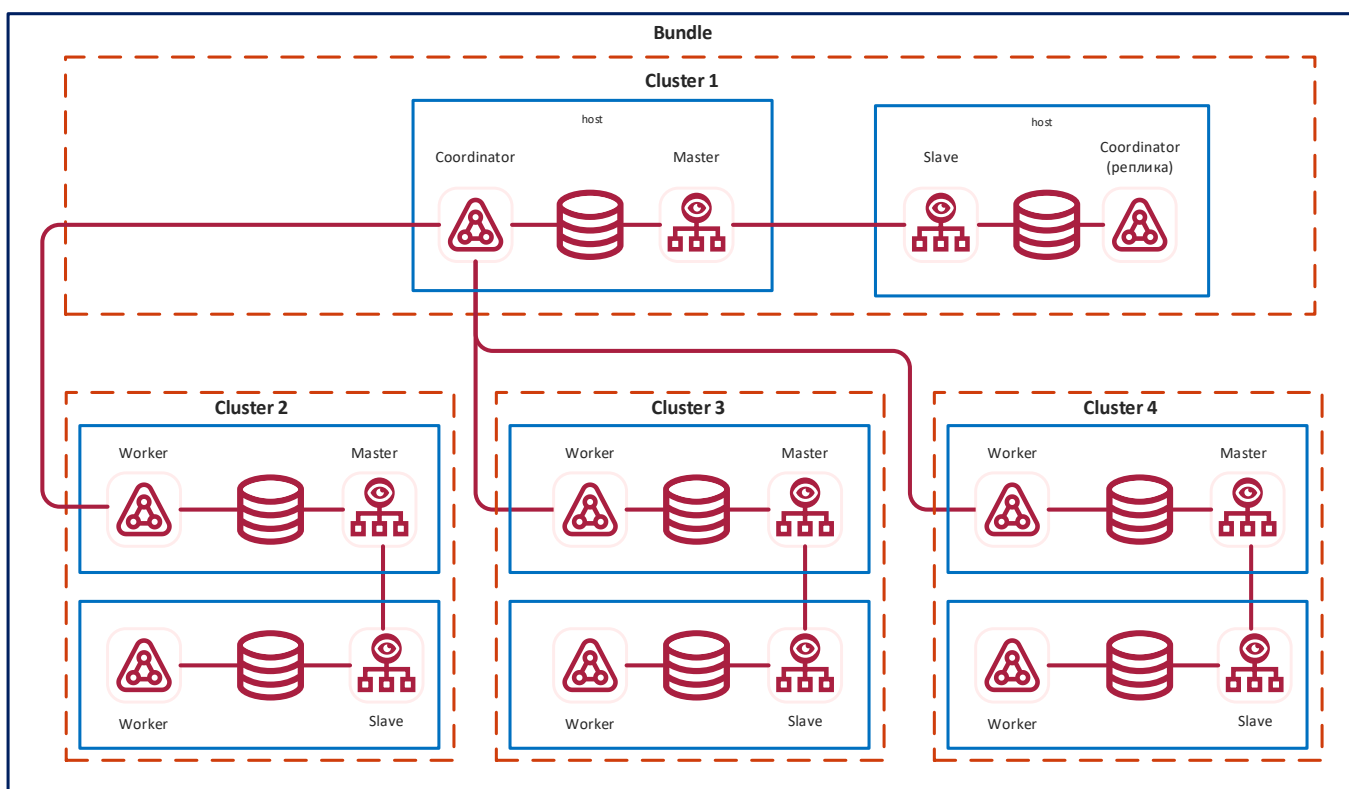 Bundle
Cluster 1
host
host
Coordinator
Master
Slave
Coordinator
(реплика)
Cluster 2
Cluster 3
Cluster 4
Worker
Master
Worker
Master
Worker
Master
Worker
Slave
Worker
Slave
Worker
Slave